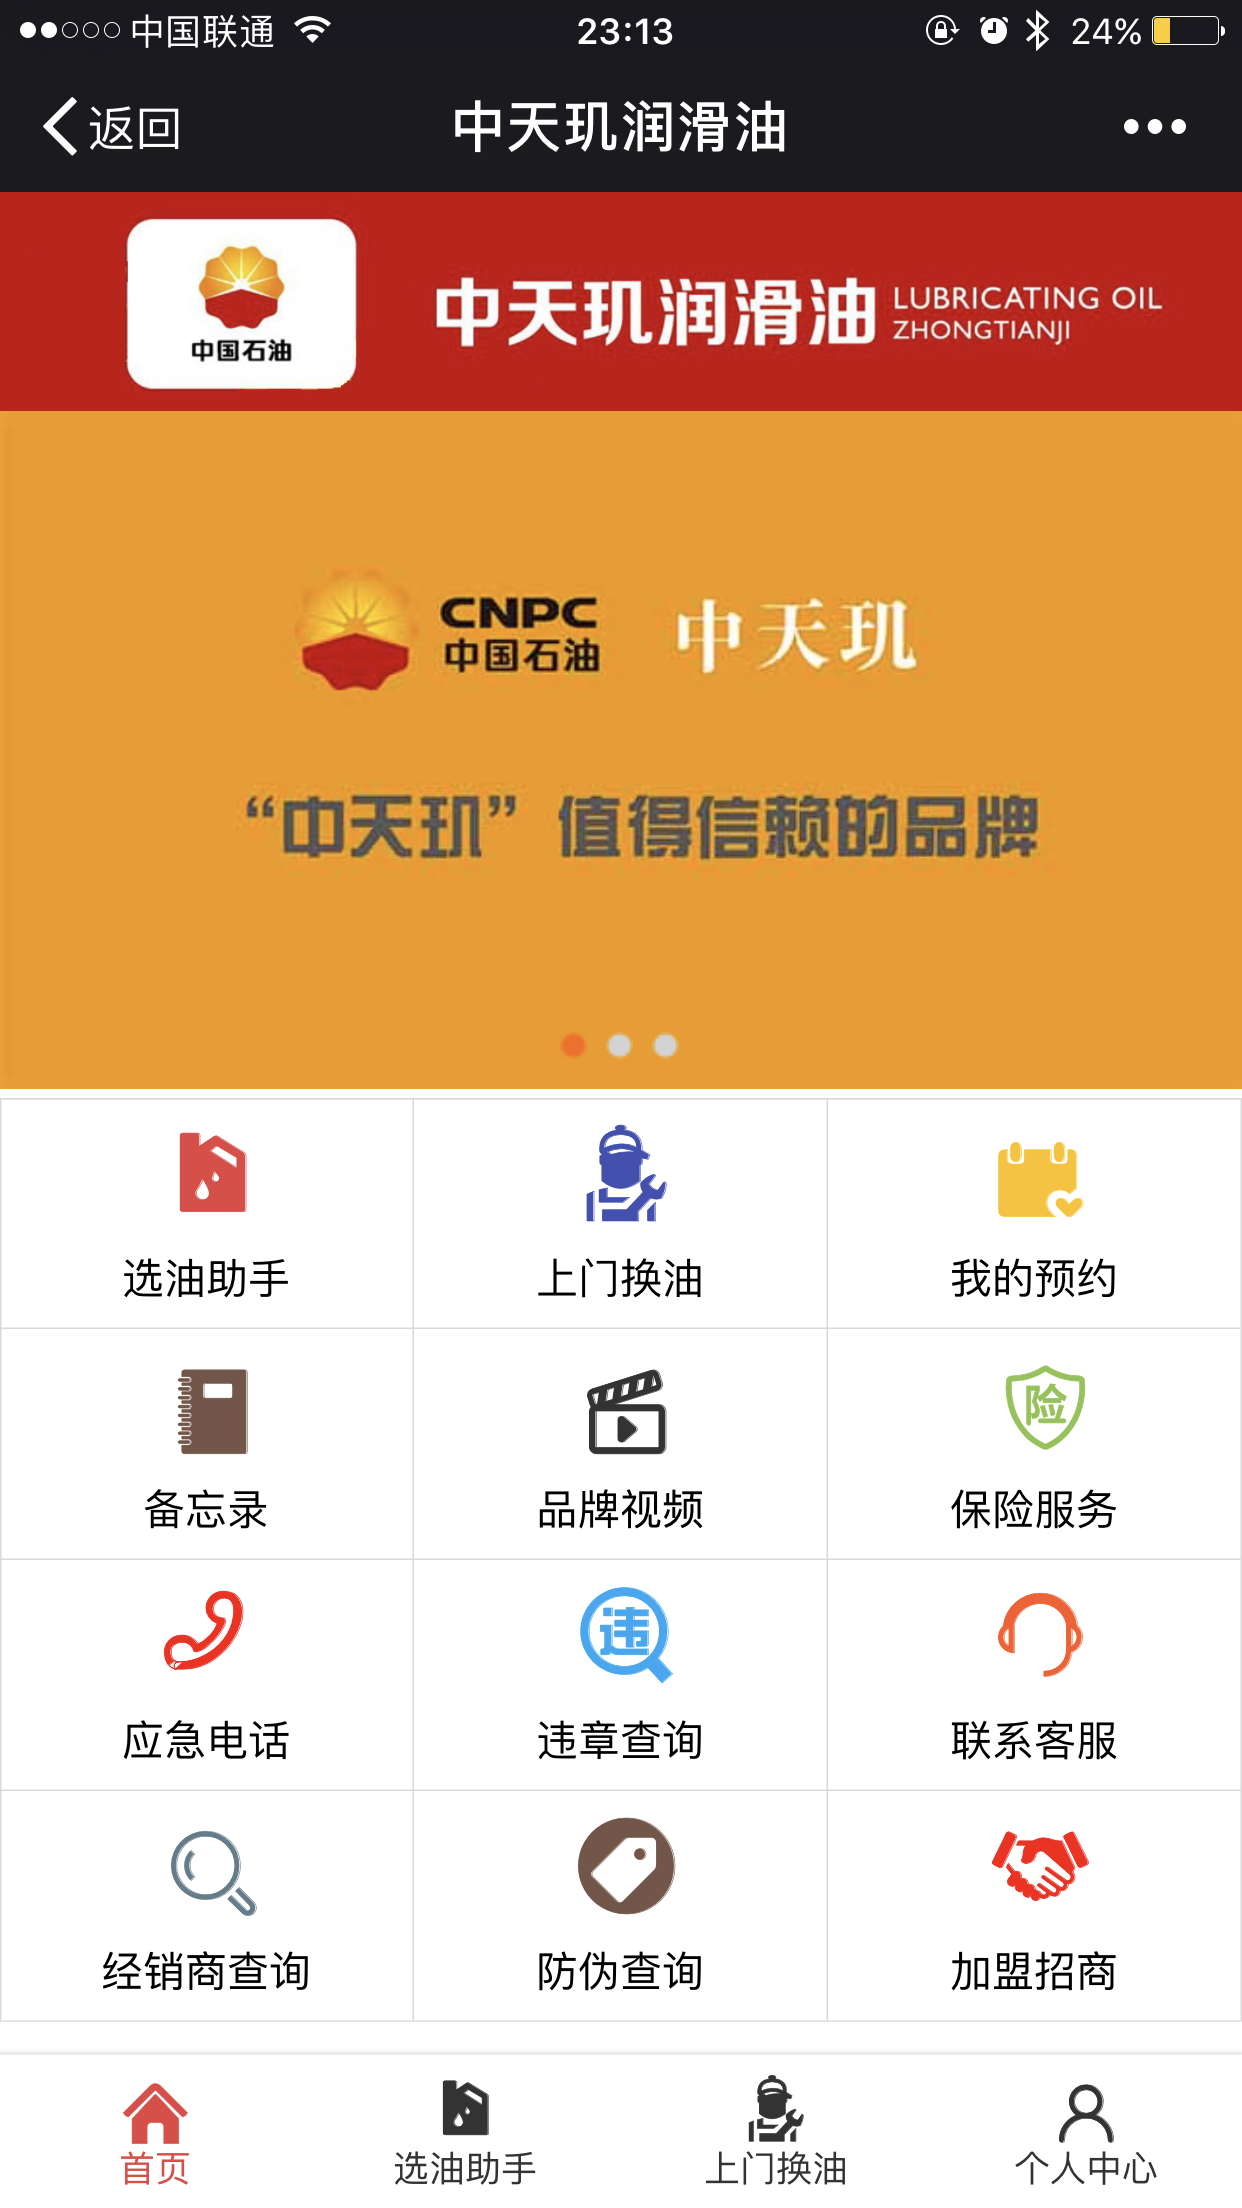 中国联通 23:13 24%
返回 中天玑润滑油
中国石油
中天玑润滑油 LUBRICATING OIL
ZHONGTIANJI
CNPC
中国石油 中天玑
“中天玑” 值得信赖的品牌
选油助手 上门换油 我的预约
险
备忘录 品牌视频 保险服务
违
应急电话 违章查询 联系客服
经销商查询 防伪查询 加盟招商
首页 选油助手 上门换油 个人中心